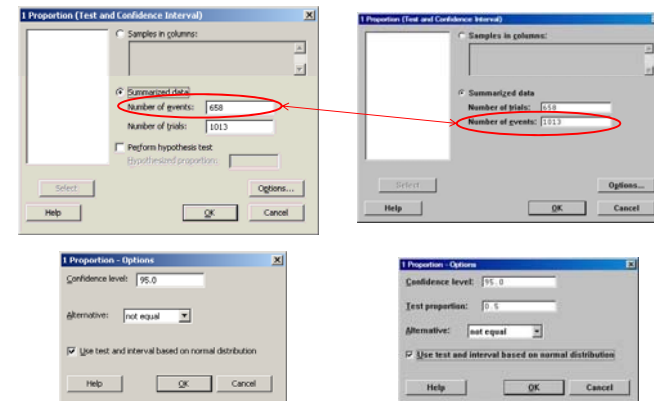 1 Proportion (Test and Confidence Interval)
Samples in columns:
Summarized data
Number of events: 658
Number of trials: 1013
Perform hypothesis test
Hypothesized proportion:
Select
Options...
Help
OK
Cancel
1 Proportion (Test and Confidence Interval)
Samples in columns:
Summarized data
Number of trials: 658
Number of events: 1013
Select
Options...
Help
OK
Cancel
1 Proportion - Options
Confidence level: 95.0
Alternative: not equal
Use test and interval based on normal distribution
Help
OK
Cancel
1 Proportion - Options
Confidence level: 95.0
Test proportion: 0.5
Alternative: not equal
Use test and interval based on normal distribution
Help
OK
Cancel